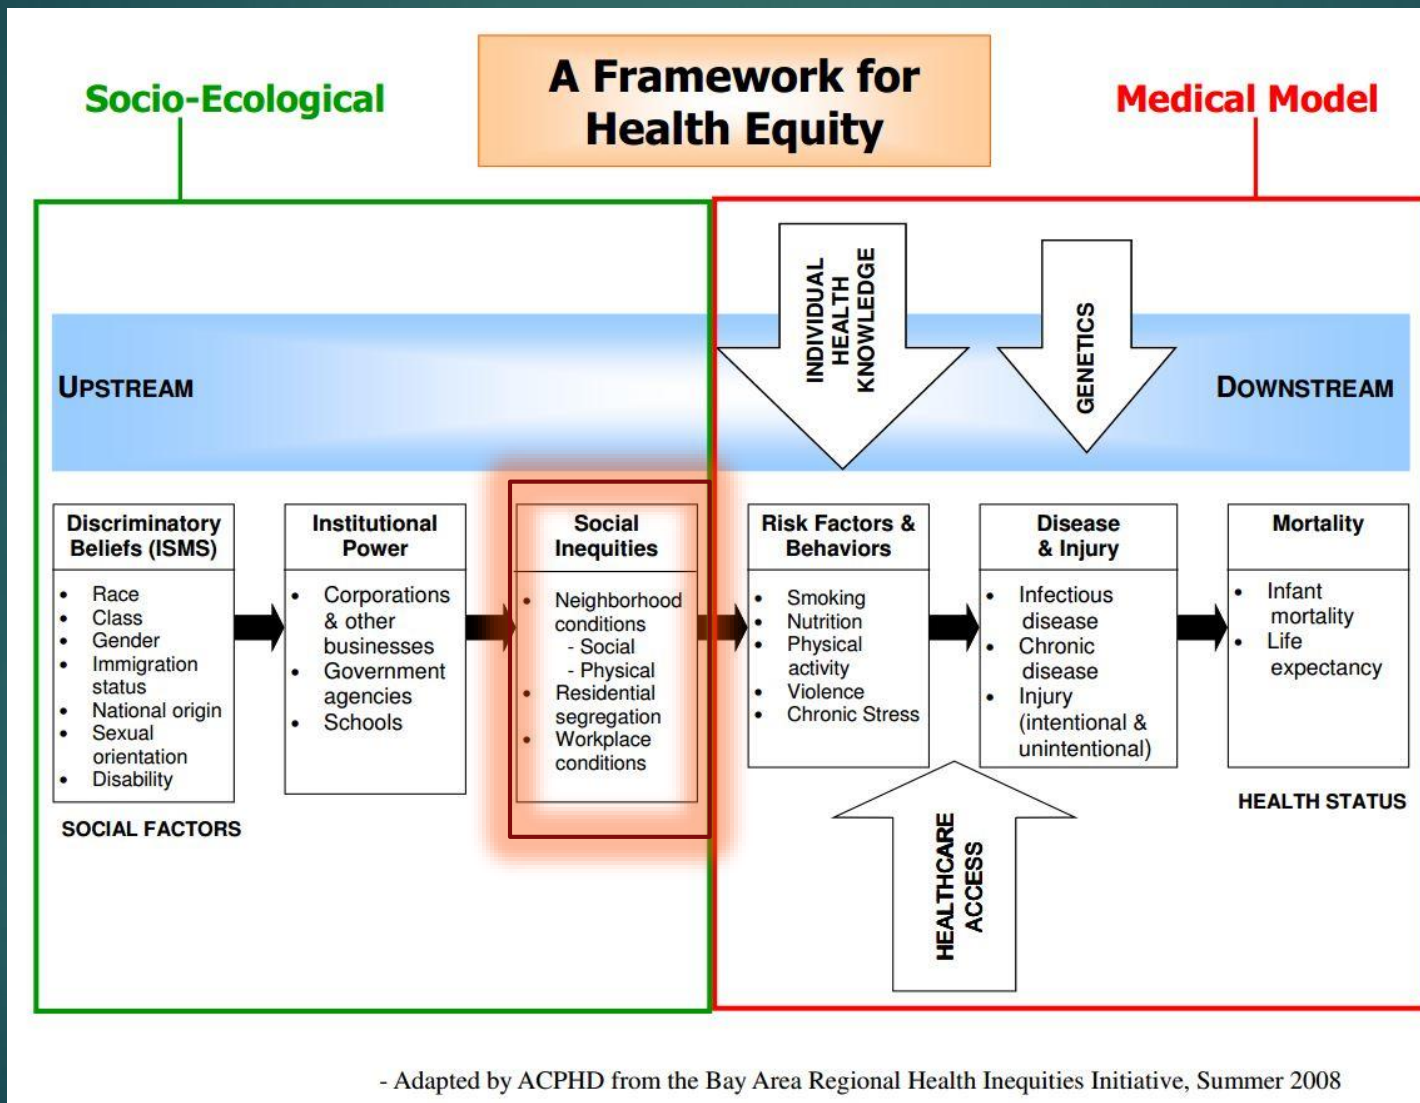 A Framework for
Health Equity
Socio-Ecological
Medical Model
UPSTREAM
DOWNSTREAM
INDIVIDUAL
HEALTH
KNOWLEDGE
GENETICS
Discriminatory
Beliefs (ISMS)
• Race
• Class
• Gender
• Immigration
status
• National origin
• Sexual
orientation
• Disability
SOCIAL FACTORS
Institutional
Power
• Corporations
& other
businesses
• Government
agencies
• Schools
Social
Inequities
• Neighborhood
conditions
- Social
- Physical
• Residential
segregation
• Workplace
conditions
Risk Factors &
Behaviors
• Smoking
• Nutrition
• Physical
activity
• Violence
• Chronic Stress
Disease
& Injury
• Infectious
disease
• Chronic
disease
• Injury
(intentional &
unintentional)
Mortality
• Infant
mortality
• Life
expectancy
HEALTH STATUS
HEALTHCARE
ACCESS
- Adapted by ACPHD from the Bay Area Regional Health Inequities Initiative, Summer 2008